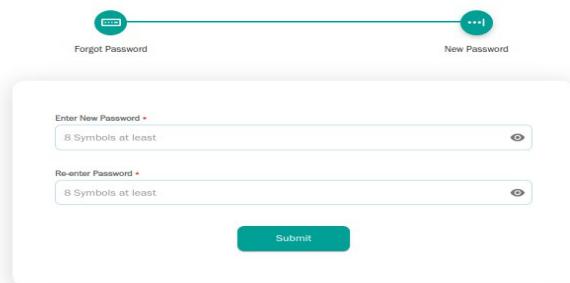 Forgot Password
New Password
Enter New Password *
8 Symbols at least
Re-enter Password *
8 Symbols at least
Submit